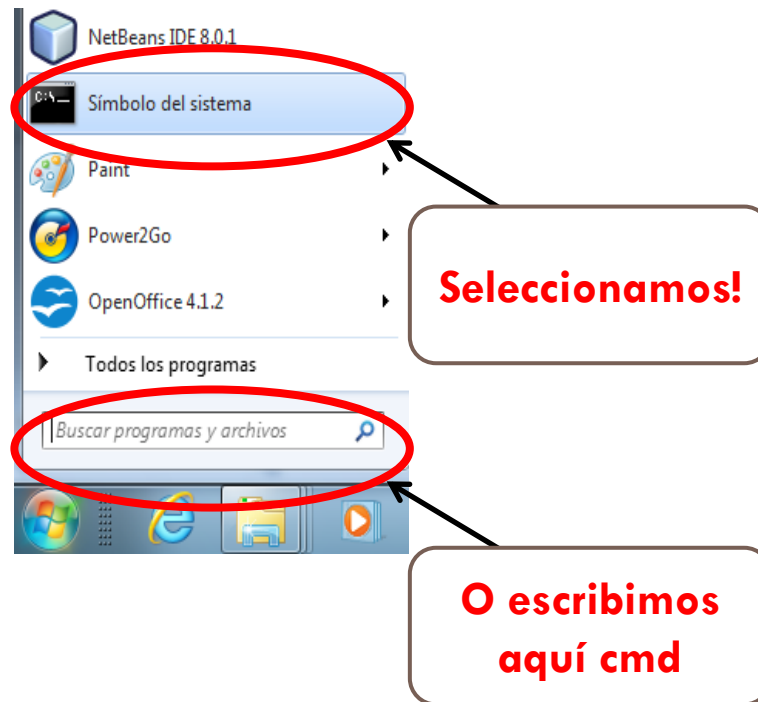 NetBeans IDE 8.0.1
C:\_
Símbolo del sistema
Paint
Power2Go
OpenOffice 4.1.2
Todos los programas
Buscar programas y archivos
Seleccionamos!
O escribimos
aquí cmd